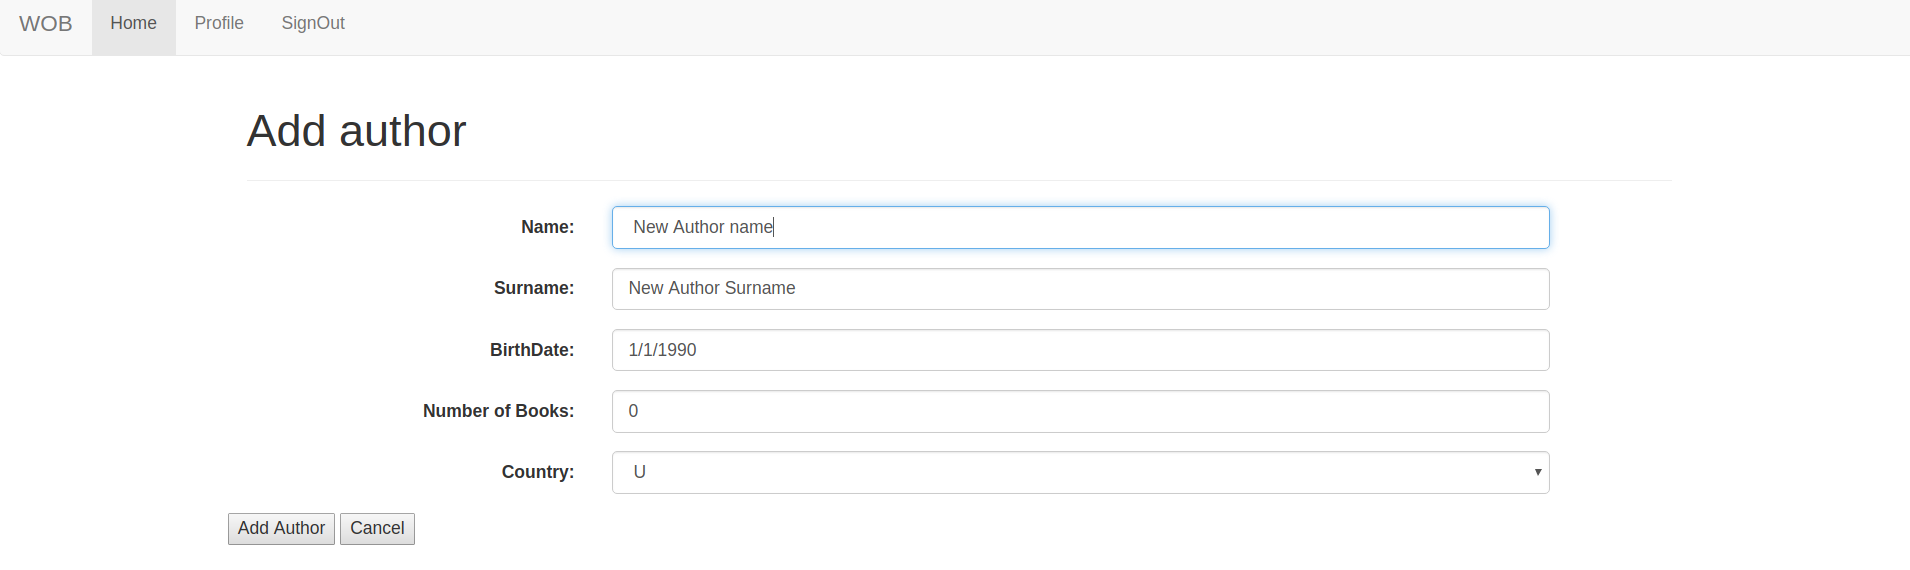 WOB Home Profile SignOut
Add author
Name: New Author name
Surname: New Author Surname
BirthDate: 1/1/1990
Number of Books: 0
Country: U
Add Author Cancel